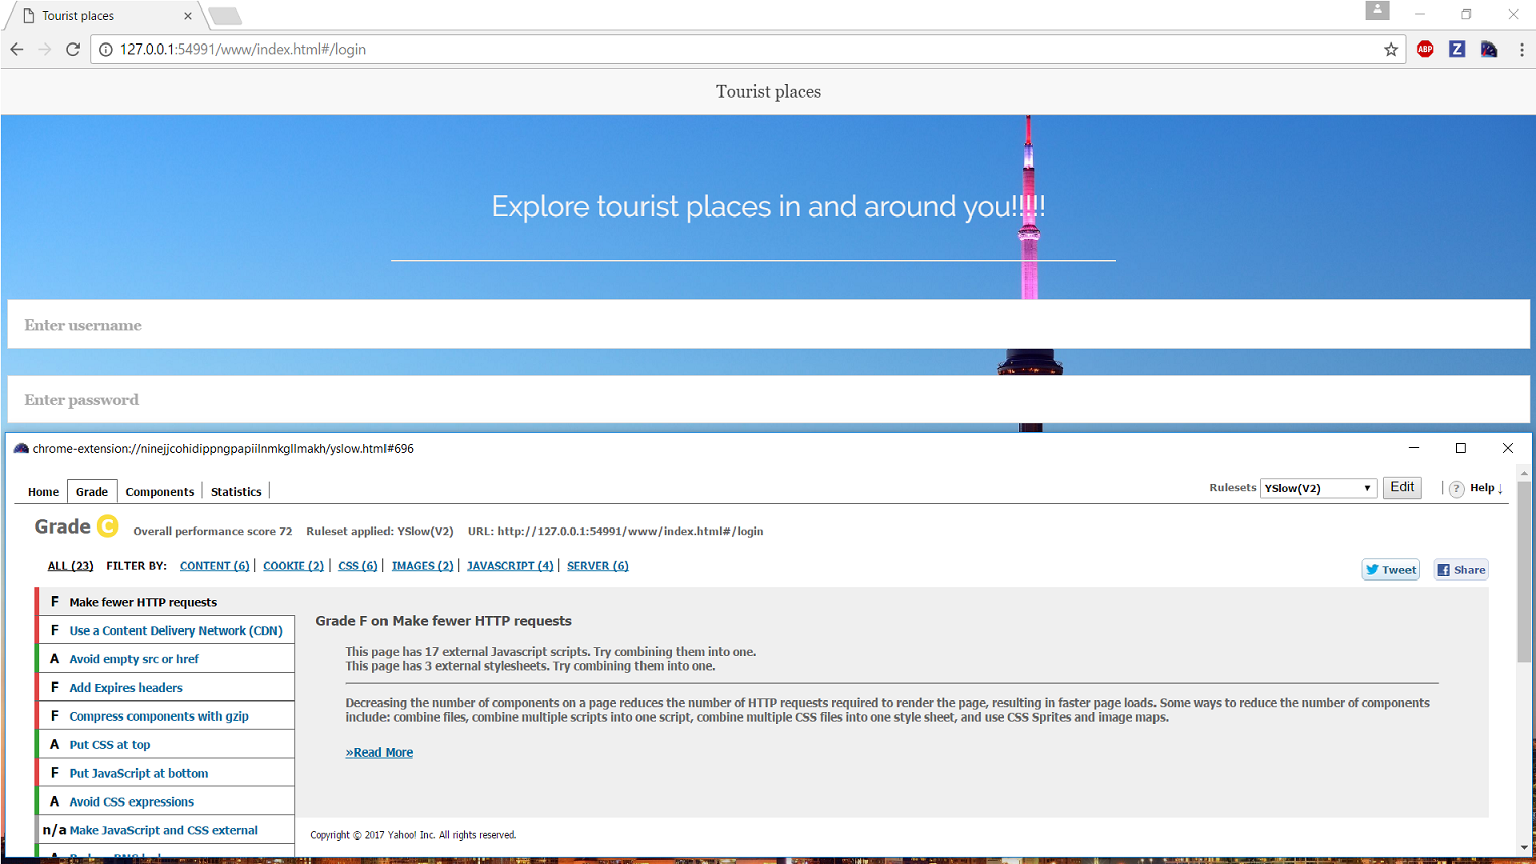 Tourist places
127.0.0.1:54991/www/index.html#/login
ABP
Z
Tourist places
Explore tourist places in and around you!!!!!
Enter username
Enter password
chrome-extension://ninejjcohidippngpapiilnmkgllmakh/yslow.html#696
Home Grade Components Statistics
Rulesets YSlow(V2) Edit ? Help ↓
Grade C Overall performance score 72 Ruleset applied: YSlow(V2) URL: http://127.0.0.1:54991/www/index.html#/login
ALL (23) FILTER BY: CONTENT (6) | COOKIE (2) | CSS (6) | IMAGES (2) | JAVASCRIPT (4) | SERVER (6)
Tweet Share
F Make fewer HTTP requests
F Use a Content Delivery Network (CDN)
A Avoid empty src or href
F Add Expires headers
F Compress components with gzip
A Put CSS at top
F Put JavaScript at bottom
A Avoid CSS expressions
n/a Make JavaScript and CSS external
Grade F on Make fewer HTTP requests
This page has 17 external Javascript scripts. Try combining them into one.
This page has 3 external stylesheets. Try combining them into one.
Decreasing the number of components on a page reduces the number of HTTP requests required to render the page, resulting in faster page loads. Some ways to reduce the number of components
include: combine files, combine multiple scripts into one script, combine multiple CSS files into one style sheet, and use CSS Sprites and image maps.
»Read More
Copyright © 2017 Yahoo! Inc. All rights reserved.